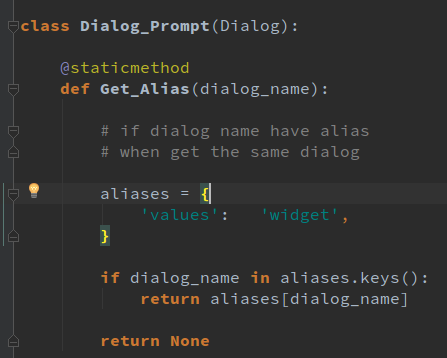 class Dialog_Prompt(Dialog):
@staticmethod
def Get_Alias(dialog_name):
# if dialog name have alias
# when get the same dialog
aliases = {
'values':   'widget',
}
if dialog_name in aliases.keys():
return aliases[dialog_name]
return None